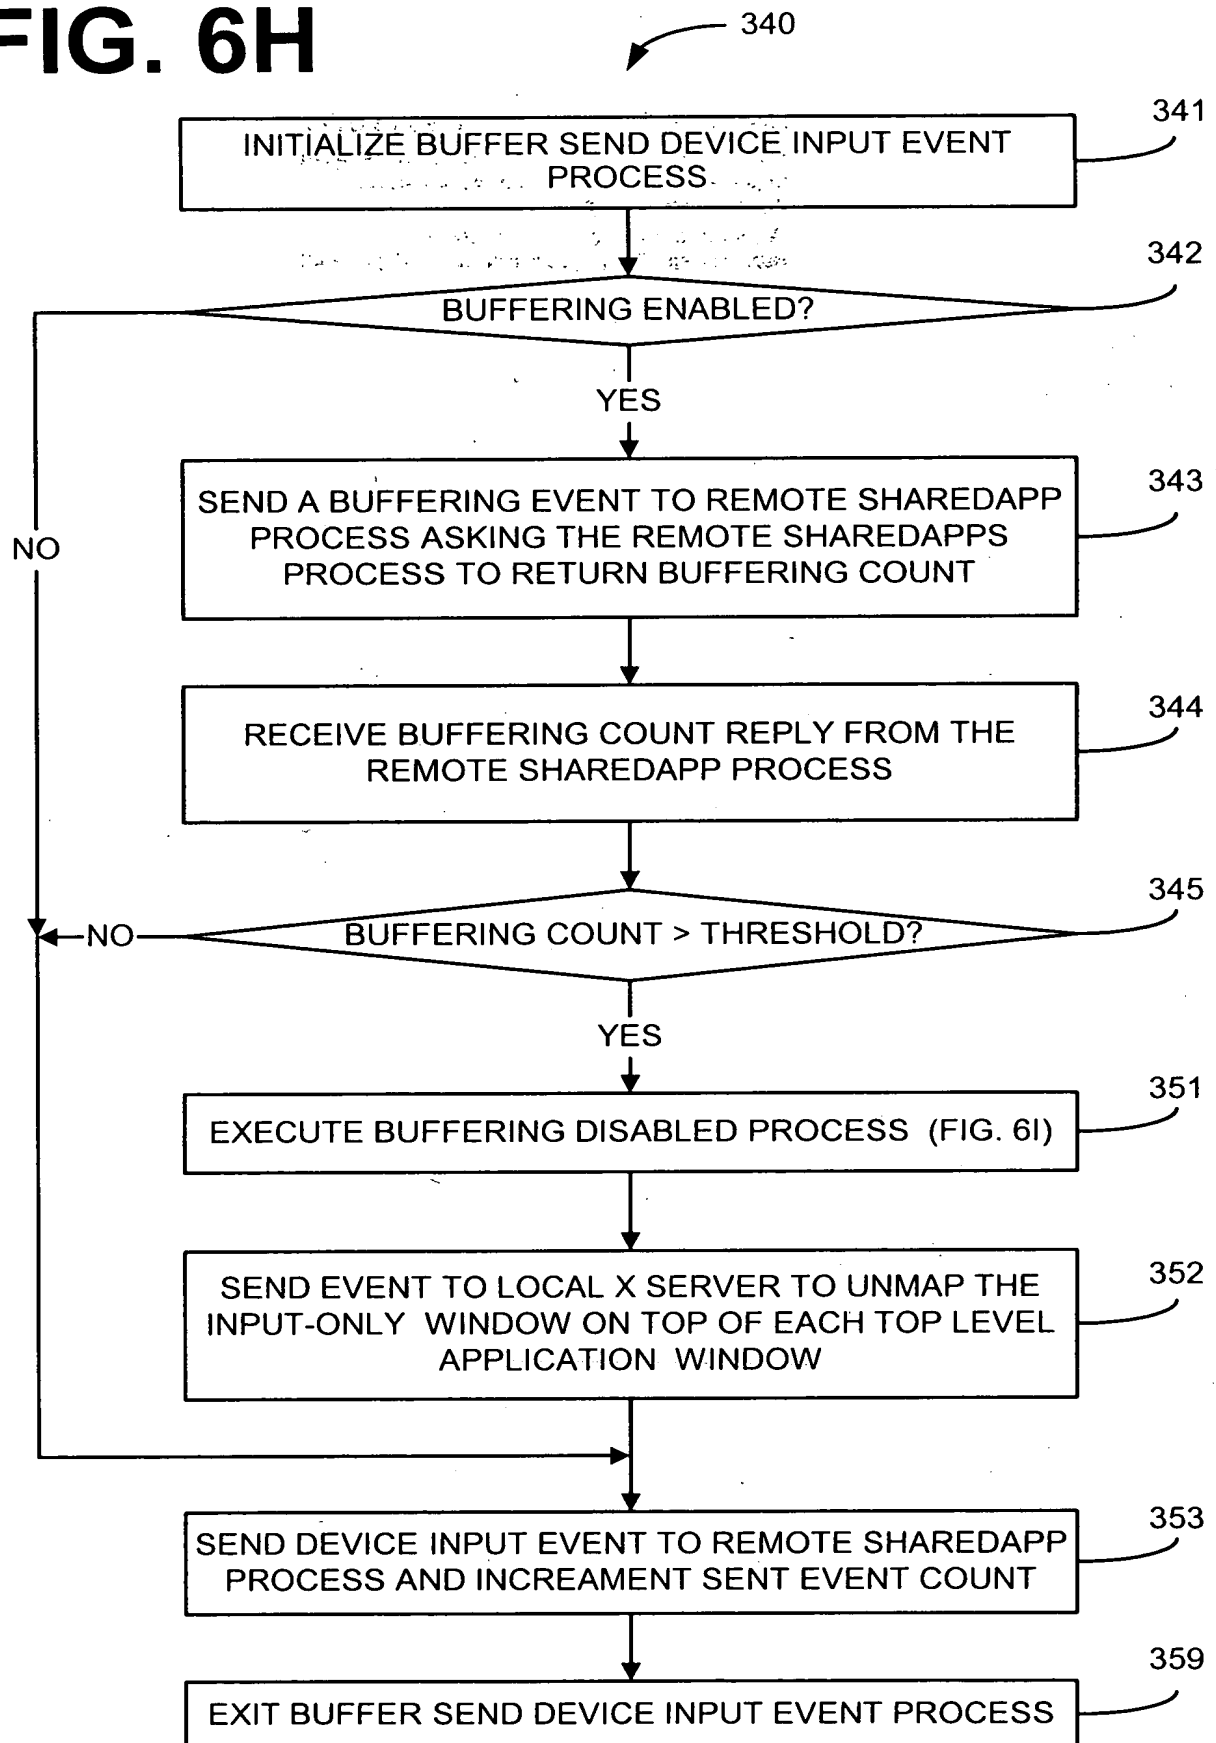 FIG. 6H
340
341
INITIALIZE BUFFER SEND DEVICE INPUT EVENT
PROCESS
342
BUFFERING ENABLED?
YES
NO
343
SEND A BUFFERING EVENT TO REMOTE SHAREDAPP
PROCESS ASKING THE REMOTE SHAREDAPPS
PROCESS TO RETURN BUFFERING COUNT
344
RECEIVE BUFFERING COUNT REPLY FROM THE
REMOTE SHAREDAPP PROCESS
345
NO
BUFFERING COUNT > THRESHOLD?
YES
351
EXECUTE BUFFERING DISABLED PROCESS (FIG. 6I)
352
SEND EVENT TO LOCAL X SERVER TO UNMAP THE
INPUT-ONLY WINDOW ON TOP OF EACH TOP LEVEL
APPLICATION WINDOW
353
SEND DEVICE INPUT EVENT TO REMOTE SHAREDAPP
PROCESS AND INCREAMENT SENT EVENT COUNT
359
EXIT BUFFER SEND DEVICE INPUT EVENT PROCESS